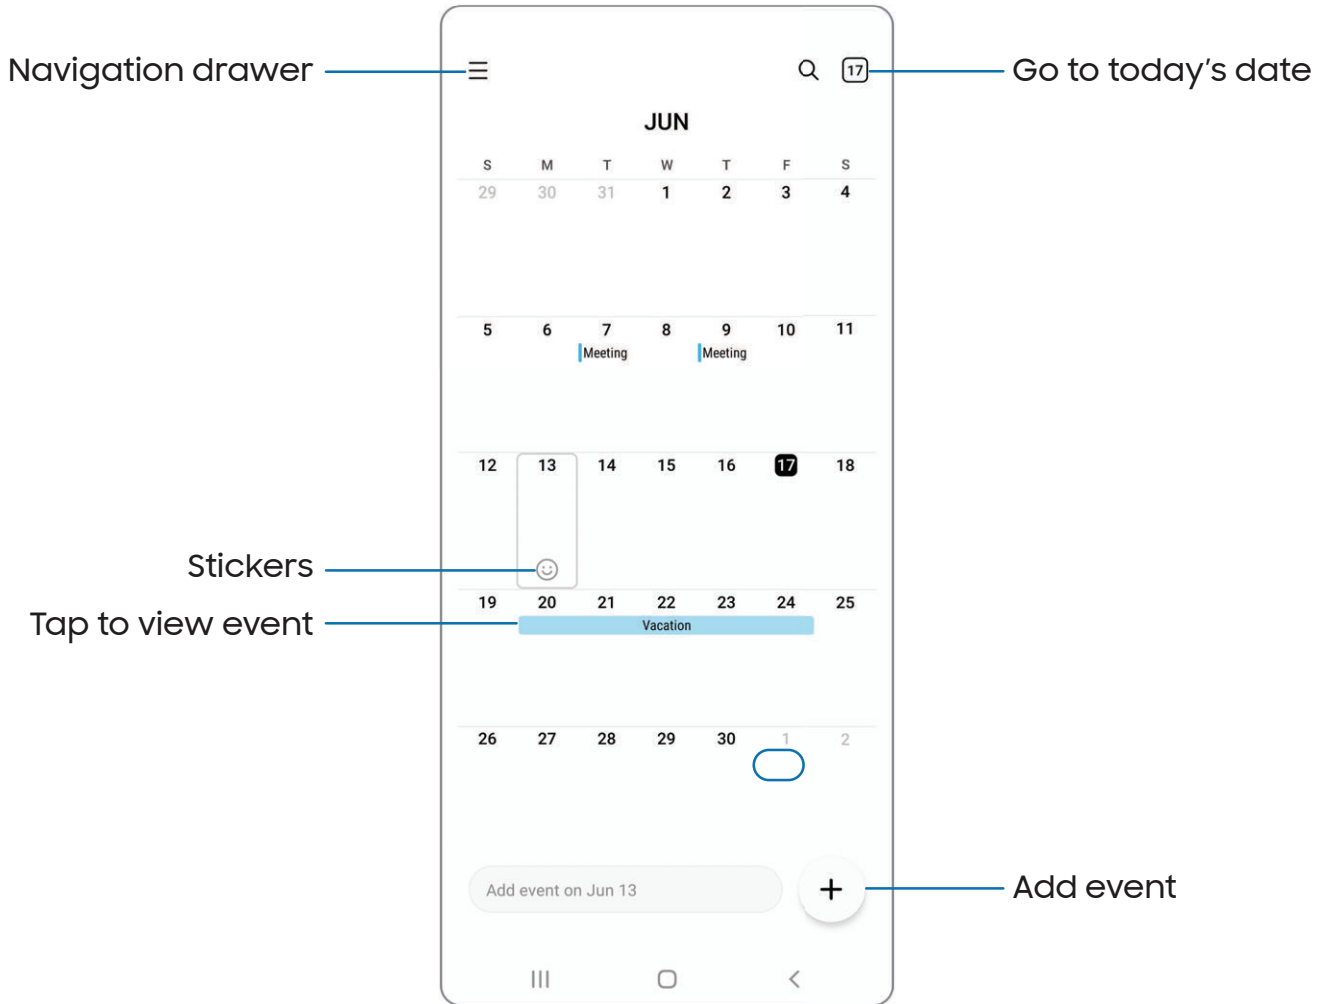 Navigation drawer
17
Go to today's date
JUN
S M T W T F S
29 30 31 1 2 3 4
5 6 7 8 9 10 11
Meeting Meeting
12 13 14 15 16 17 18
Stickers
19 20 21 22 23 24 25
Tap to view event
Vacation
26 27 28 29 30 1 2
Add event on Jun 13
Add event